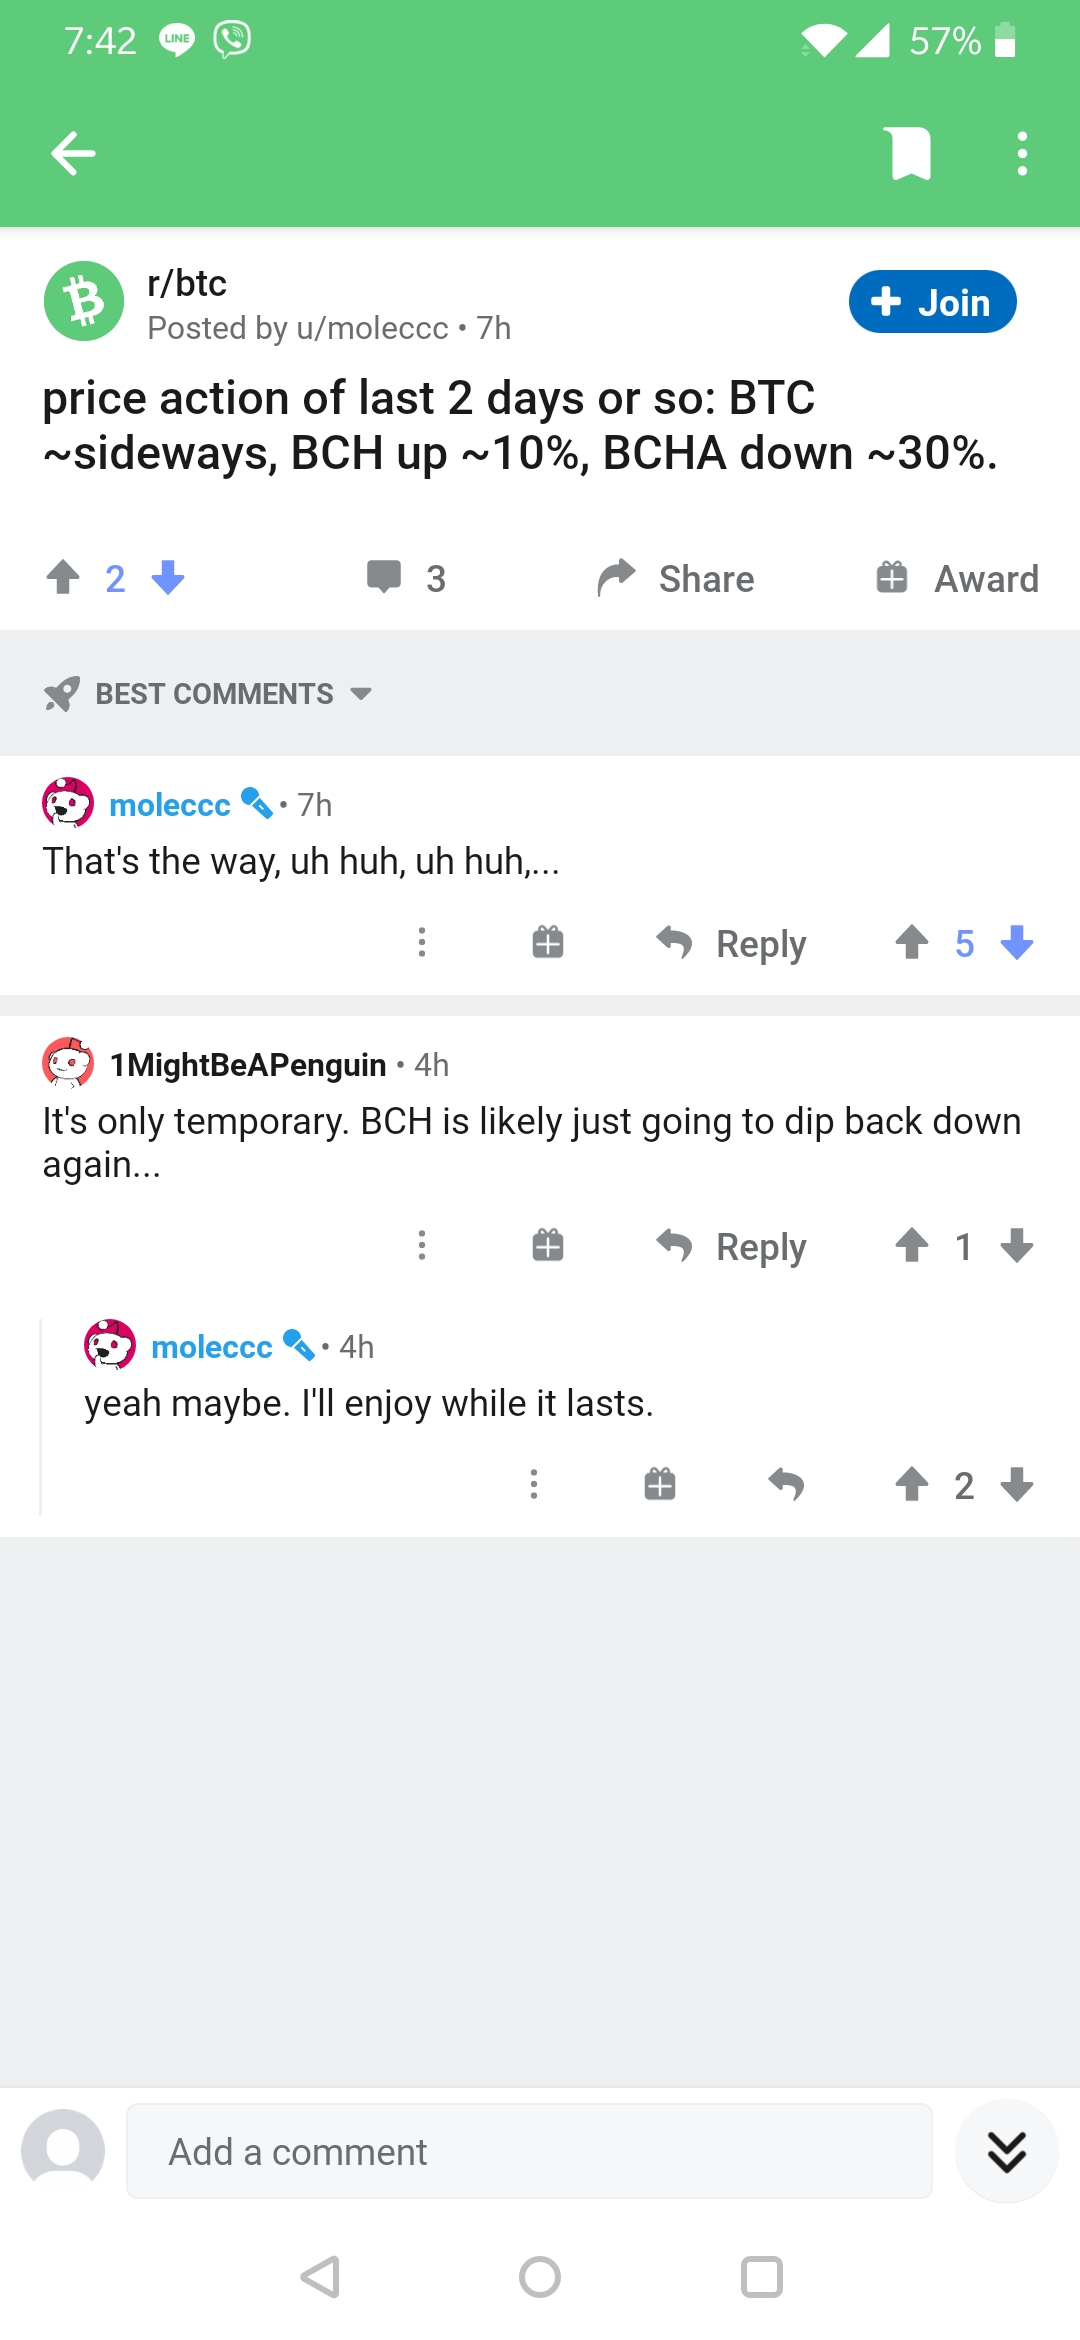 7:42 LINE 57%
r/btc
Posted by u/moleccc • 7h
+ Join
price action of last 2 days or so: BTC
~sideways, BCH up ~10%, BCHA down ~30%.
2 3 Share Award
BEST COMMENTS
moleccc • 7h
That's the way, uh huh, uh huh,...
Reply 5
1MightBeAPenguin • 4h
It's only temporary. BCH is likely just going to dip back down
again...
Reply 1
moleccc • 4h
yeah maybe. I'll enjoy while it lasts.
2
Add a comment